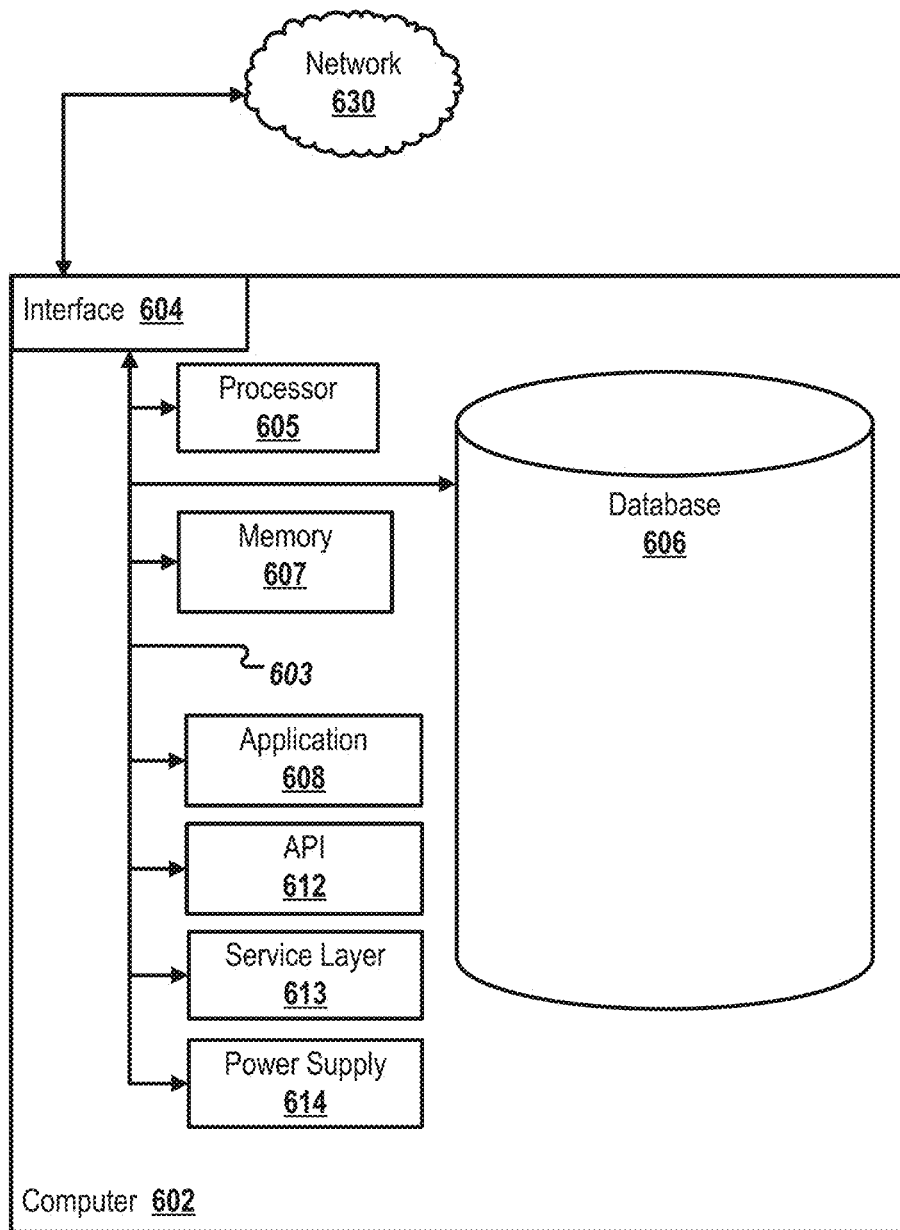 Network
630
Interface 604
Processor
605
Database
606
Memory
607
603
Application
608
API
612
Service Layer
613
Power Supply
614
Computer 602